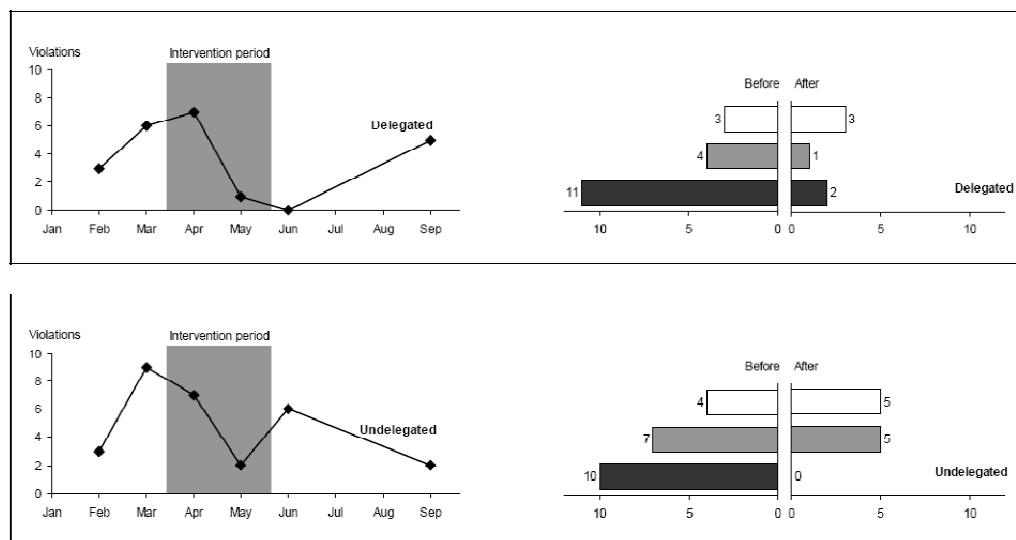 Violations
Intervention period
10
8
6
4
2
0
Delegated
Jan Feb Mar Apr May Jun Jul Aug Sep
Before After
3 3
4 1
11 2
Delegated
10 5 0 0 5 10
Violations
Intervention period
10
8
6
4
2
0
Undelegated
Jan Feb Mar Apr May Jun Jul Aug Sep
Before After
4 5
7 5
10 0
Undelegated
10 5 0 0 5 10